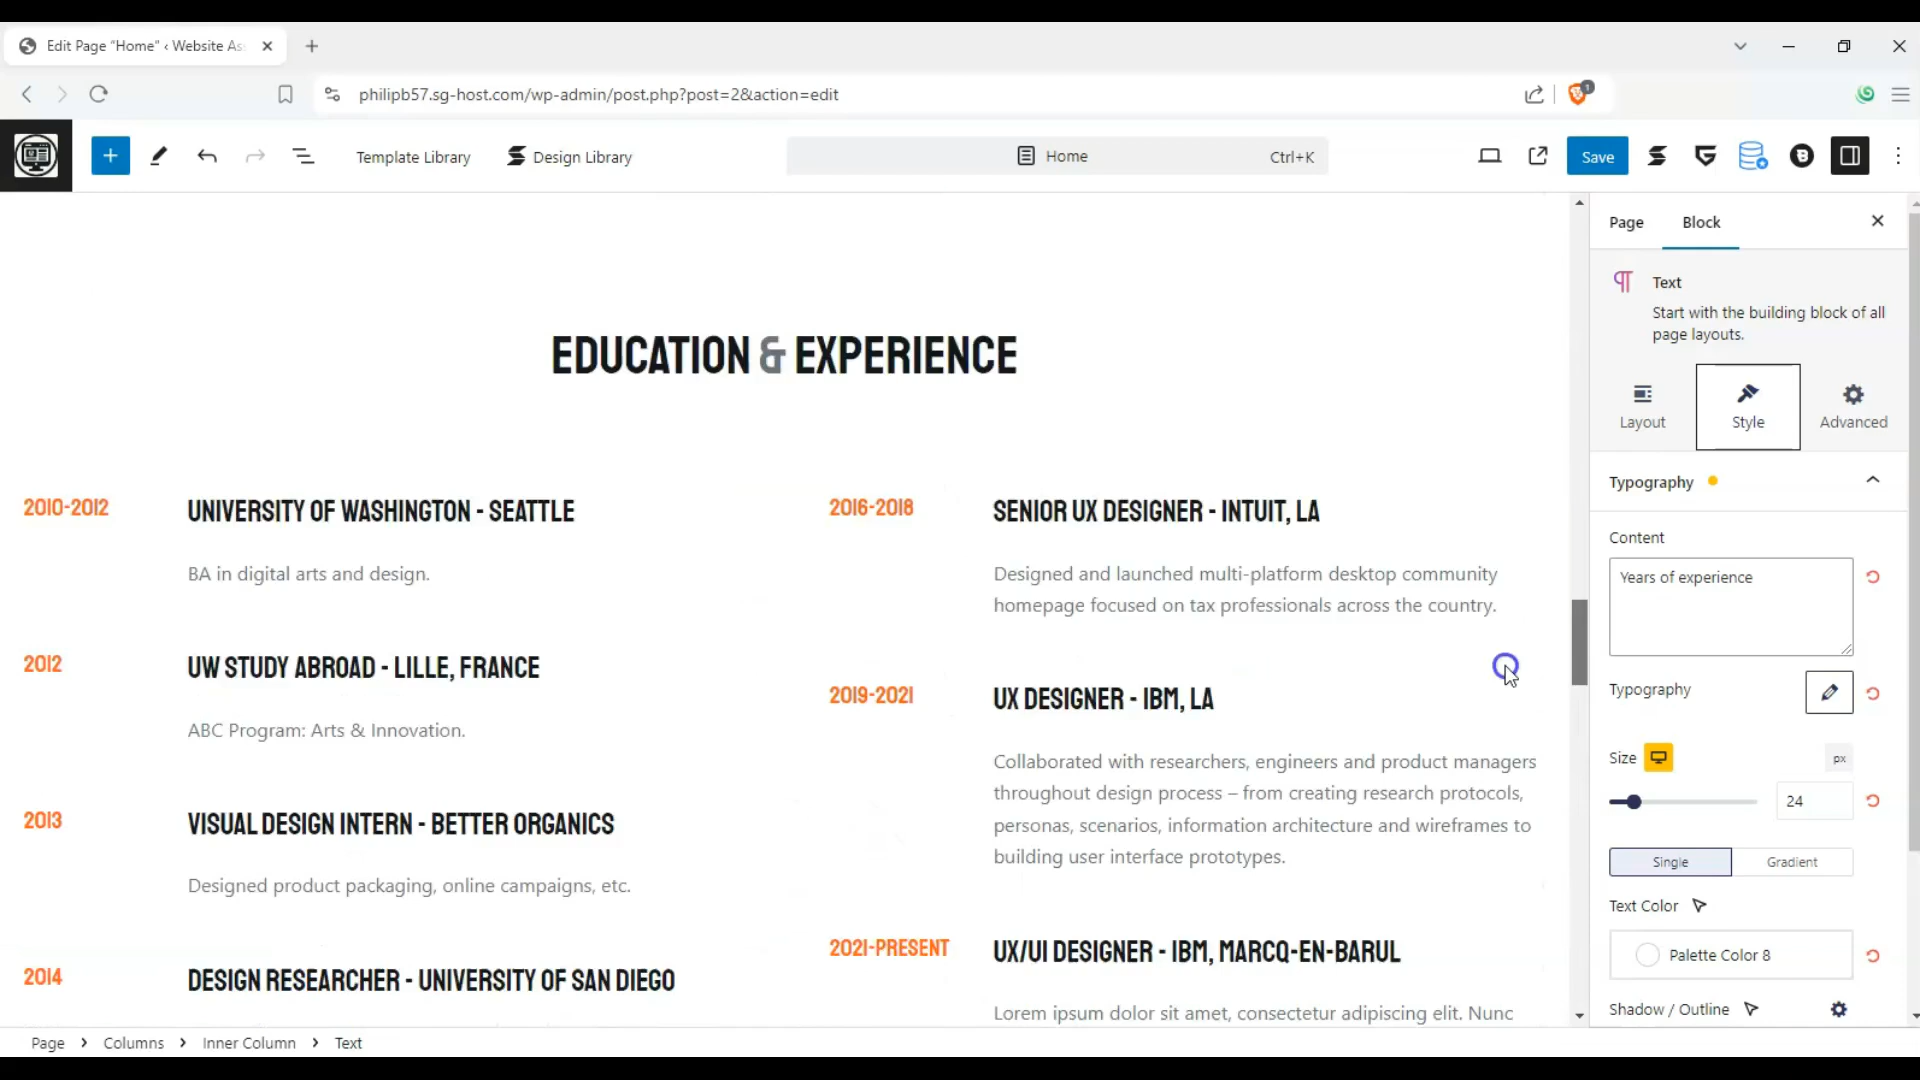 Edit Page “Home” ‹ Website As
philipb57.sg-host.com/wp-admin/post.php?post=2&action=edit
1
Template Library
Design Library
Home
Ctrl+K
Save
EDUCATION & EXPERIENCE
2010-2012
UNIVERSITY OF WASHINGTON - SEATTLE
BA in digital arts and design.
2012
UW STUDY ABROAD - LILLE, FRANCE
ABC Program: Arts & Innovation.
2013
VISUAL DESIGN INTERN - BETTER ORGANICS
Designed product packaging, online campaigns, etc.
2014
DESIGN RESEARCHER - UNIVERSITY OF SAN DIEGO
2016-2018
SENIOR UX DESIGNER - INTUIT, LA
Designed and launched multi-platform desktop community
homepage focused on tax professionals across the country.
2019-2021
UX DESIGNER - IBM, LA
Collaborated with researchers, engineers and product managers
throughout design process – from creating research protocols,
personas, scenarios, information architecture and wireframes to
building user interface prototypes.
2021-PRESENT
UX/UI DESIGNER - IBM, MARCQ-EN-BARUL
Lorem ipsum dolor sit amet, consectetur adipiscing elit. Nunc
Page
Block
Text
Start with the building block of all
page layouts.
Layout
Style
Advanced
Typography
Content
Years of experience
Typography
Size
px
24
Single
Gradient
Text Color
Palette Color 8
Shadow / Outline
Page
Columns
Inner Column
Text